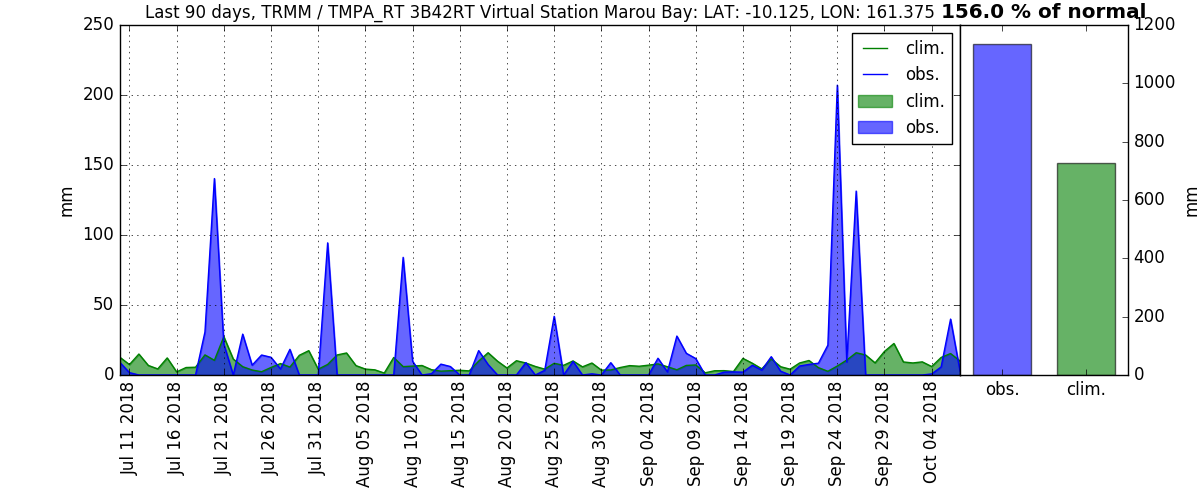 Last 90 days, TRMM / TMPA_RT 3B42RT Virtual Station Marou Bay: LAT: -10.125, LON: 161.375 156.0 % of normal
250
200
150
100
50
0
mm
clim.
obs.
clim.
obs.
1200
1000
800
600
400
200
0
mm
Jul 11 2018
Jul 16 2018
Jul 21 2018
Jul 26 2018
Jul 31 2018
Aug 05 2018
Aug 10 2018
Aug 15 2018
Aug 20 2018
Aug 25 2018
Aug 30 2018
Sep 04 2018
Sep 09 2018
Sep 14 2018
Sep 19 2018
Sep 24 2018
Sep 29 2018
Oct 04 2018
obs.
clim.